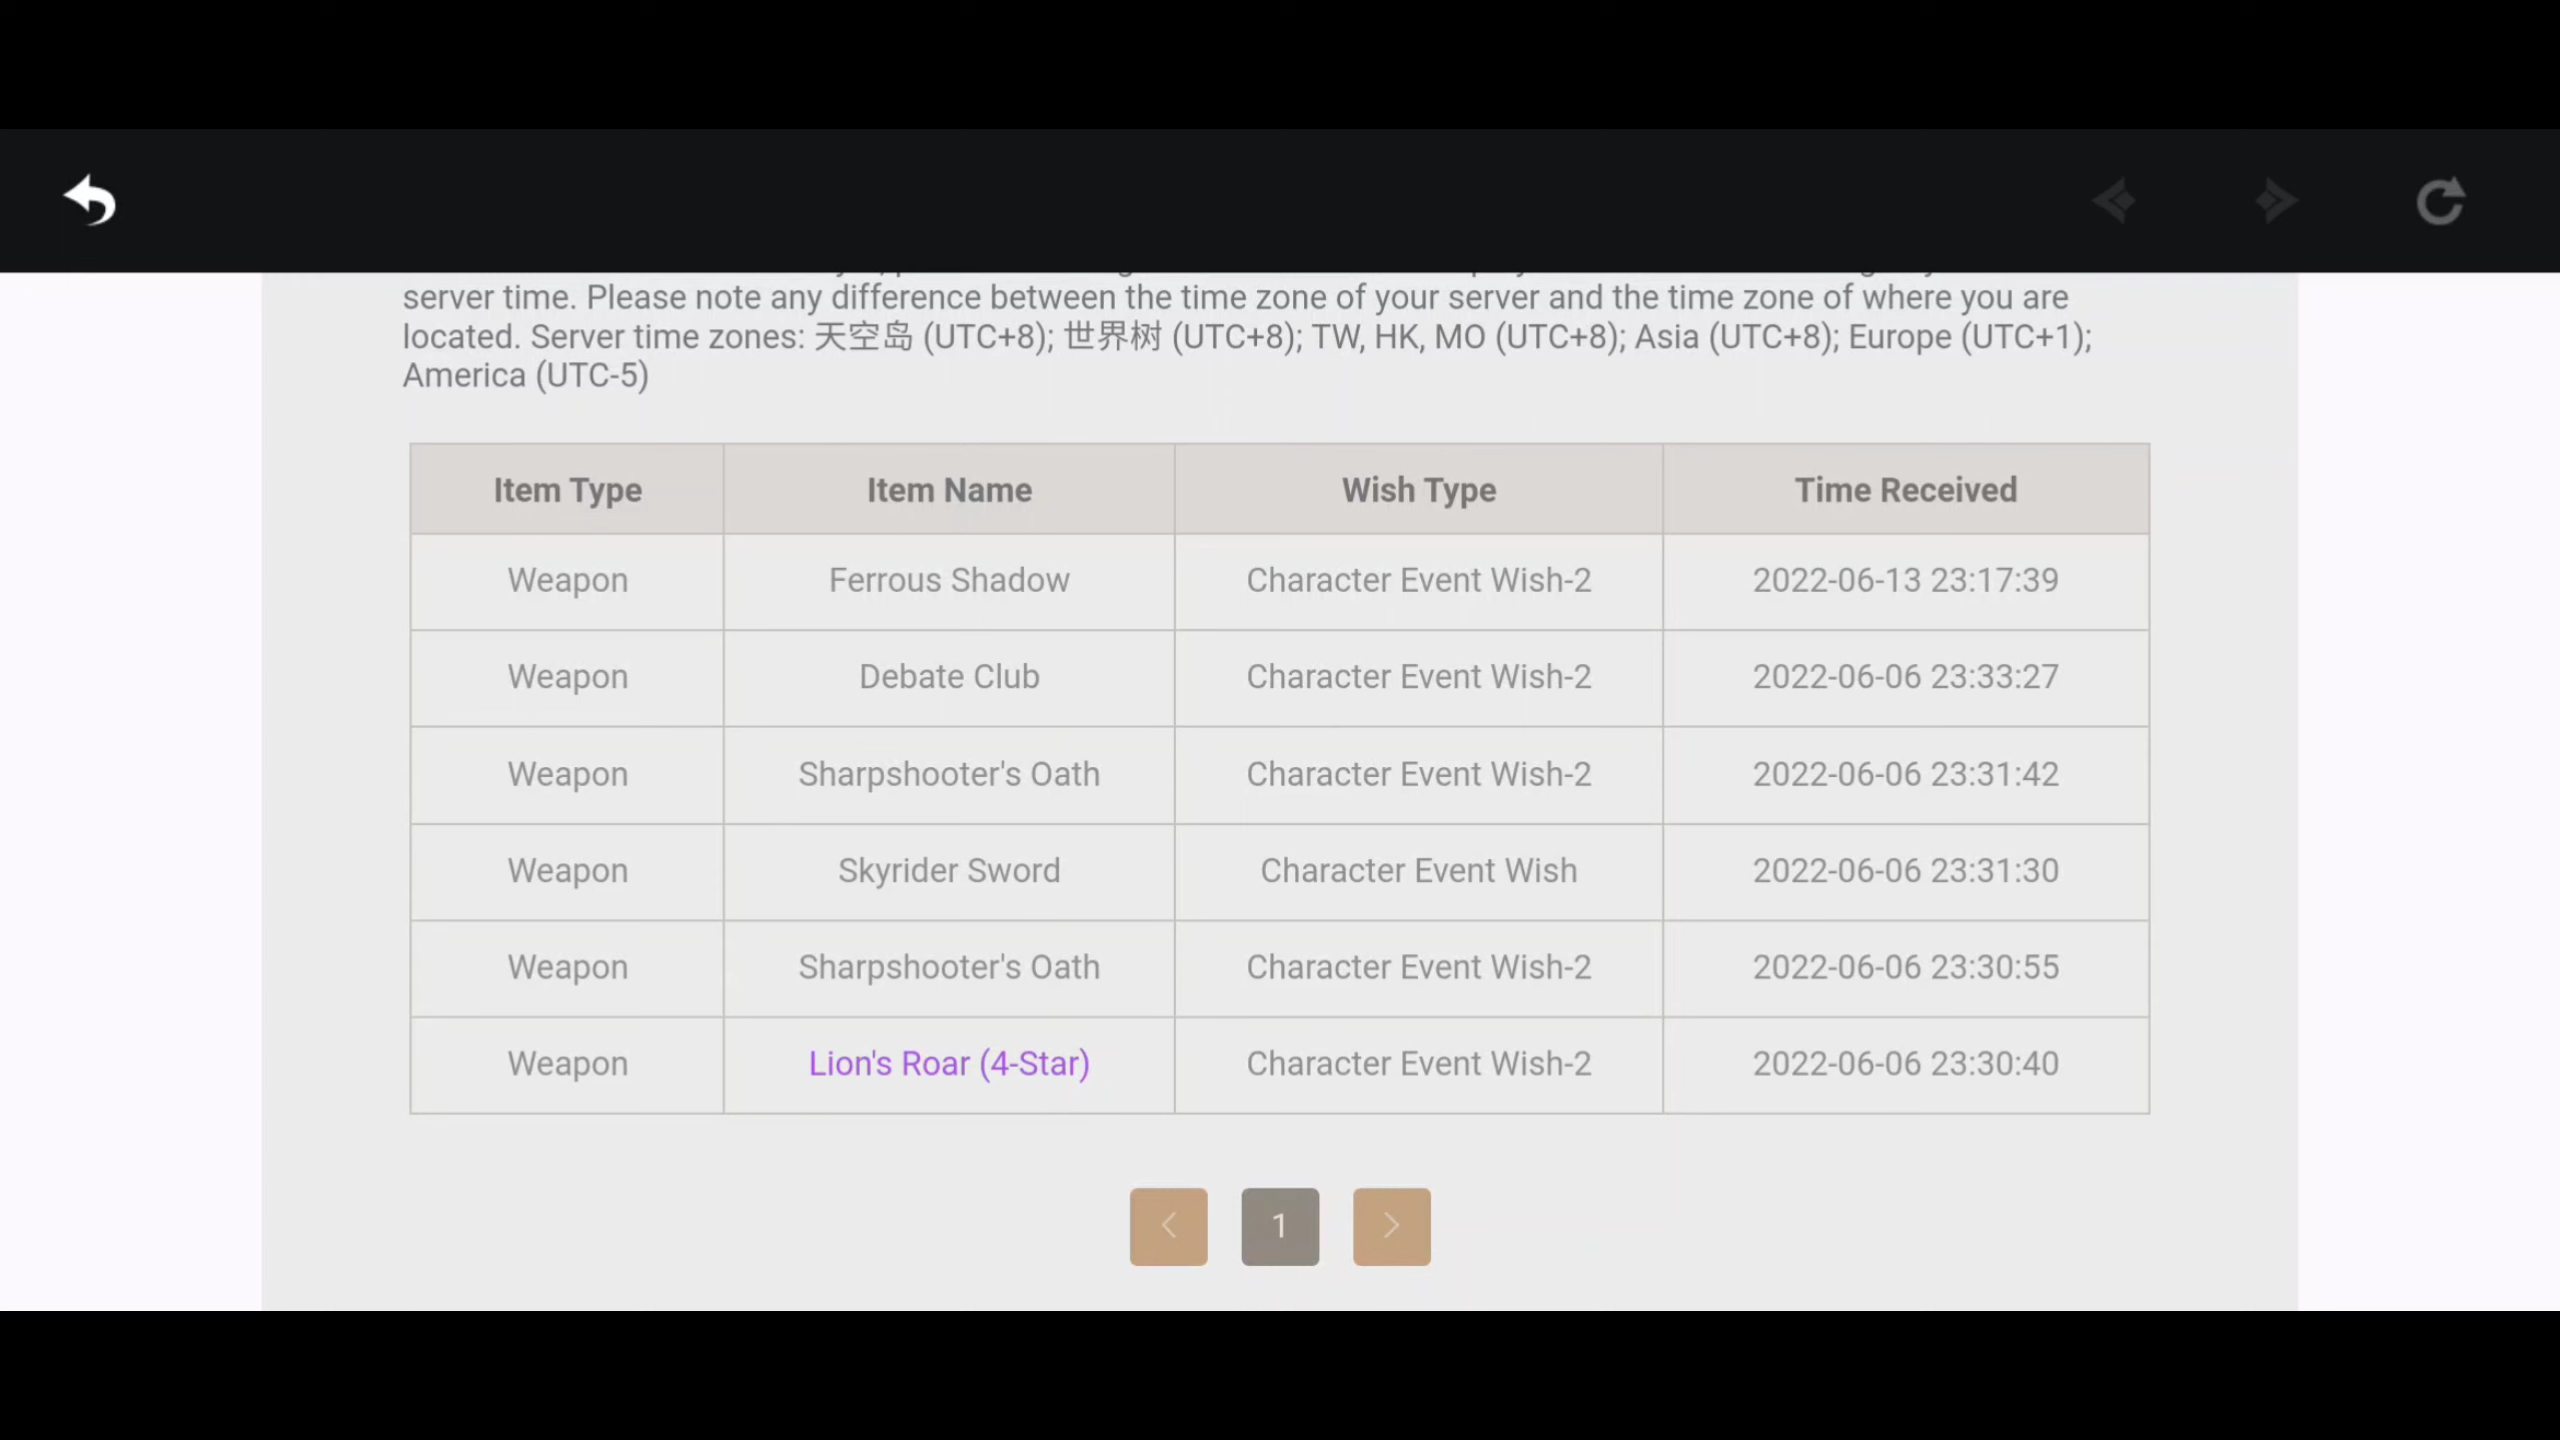 server time. Please note any difference between the time zone of your server and the time zone of where you are
located. Server time zones: 天空岛 (UTC+8); 世界树 (UTC+8); TW, HK, MO (UTC+8); Asia (UTC+8); Europe (UTC+1);
America (UTC-5)
Item Type Item Name Wish Type Time Received
Weapon Ferrous Shadow Character Event Wish-2 2022-06-13 23:17:39
Weapon Debate Club Character Event Wish-2 2022-06-06 23:33:27
Weapon Sharpshooter's Oath Character Event Wish-2 2022-06-06 23:31:42
Weapon Skyrider Sword Character Event Wish 2022-06-06 23:31:30
Weapon Sharpshooter's Oath Character Event Wish-2 2022-06-06 23:30:55
Weapon Lion's Roar (4-Star) Character Event Wish-2 2022-06-06 23:30:40
1